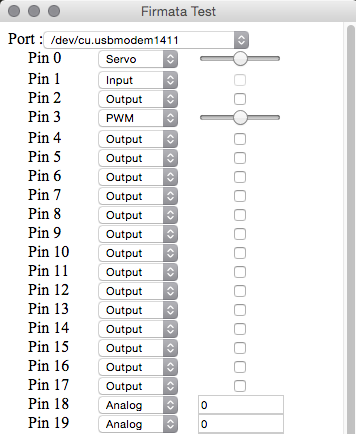 Firmata Test
Port : /dev/cu.usbmodem1411
Pin 0 Servo
Pin 1 Input
Pin 2 Output
Pin 3 PWM
Pin 4 Output
Pin 5 Output
Pin 6 Output
Pin 7 Output
Pin 8 Output
Pin 9 Output
Pin 10 Output
Pin 11 Output
Pin 12 Output
Pin 13 Output
Pin 14 Output
Pin 15 Output
Pin 16 Output
Pin 17 Output
Pin 18 Analog 0
Pin 19 Analog 0